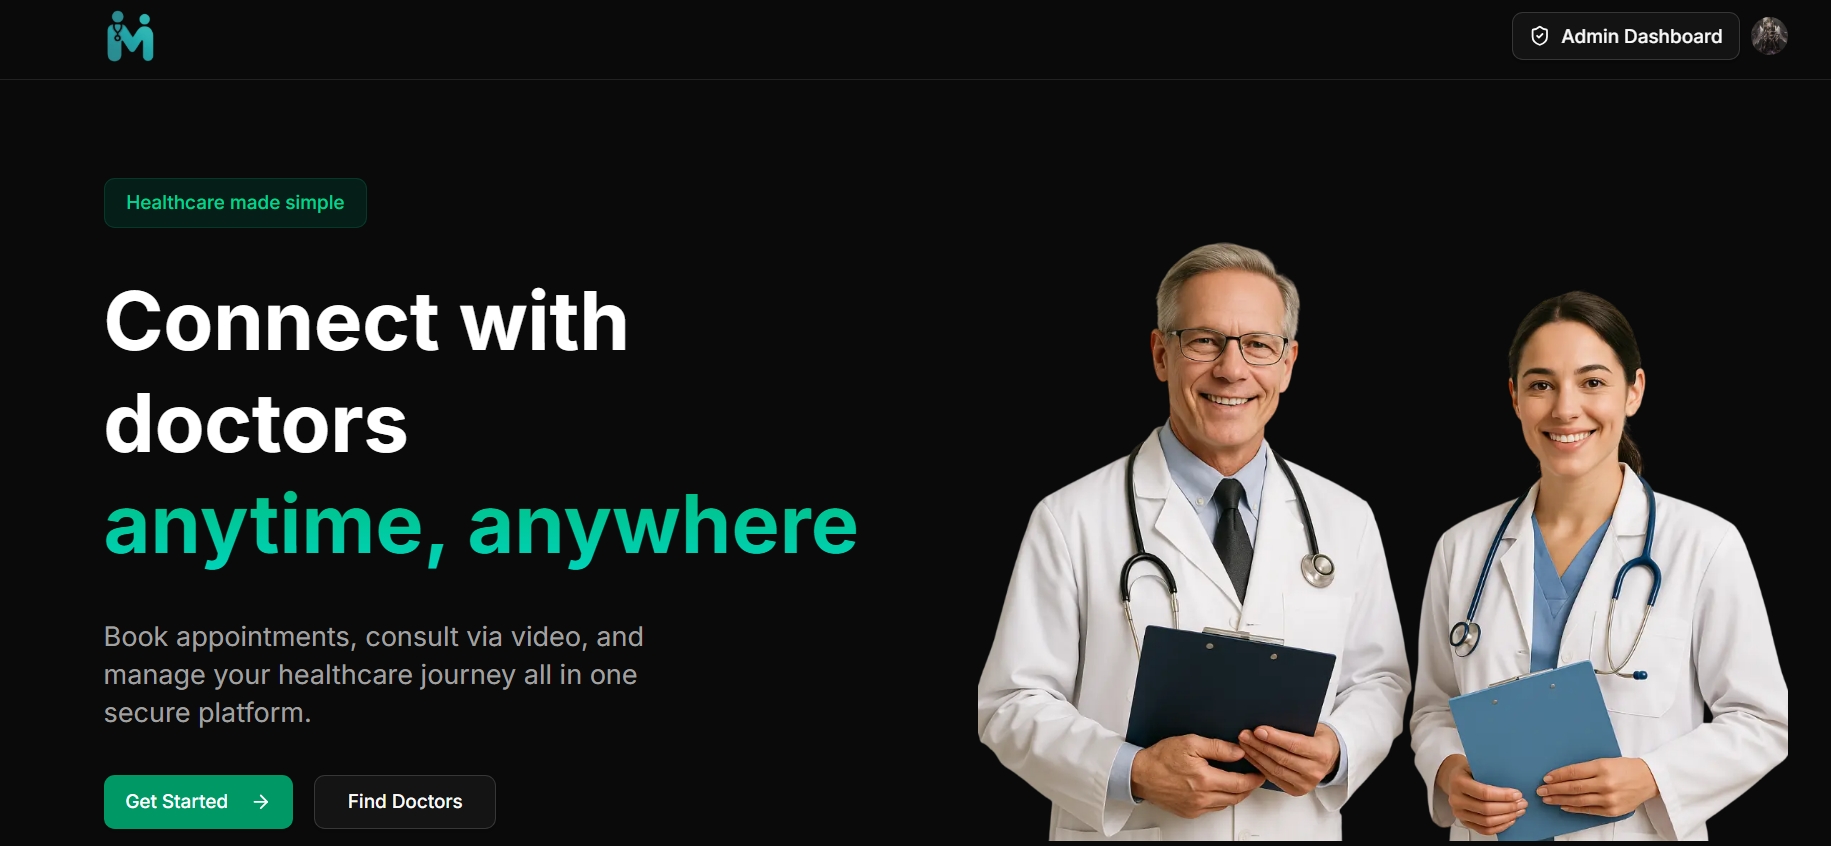 Admin Dashboard
Healthcare made simple
Connect with
doctors
anytime, anywhere
Book appointments, consult via video, and
manage your healthcare journey all in one
secure platform.
Get Started
Find Doctors